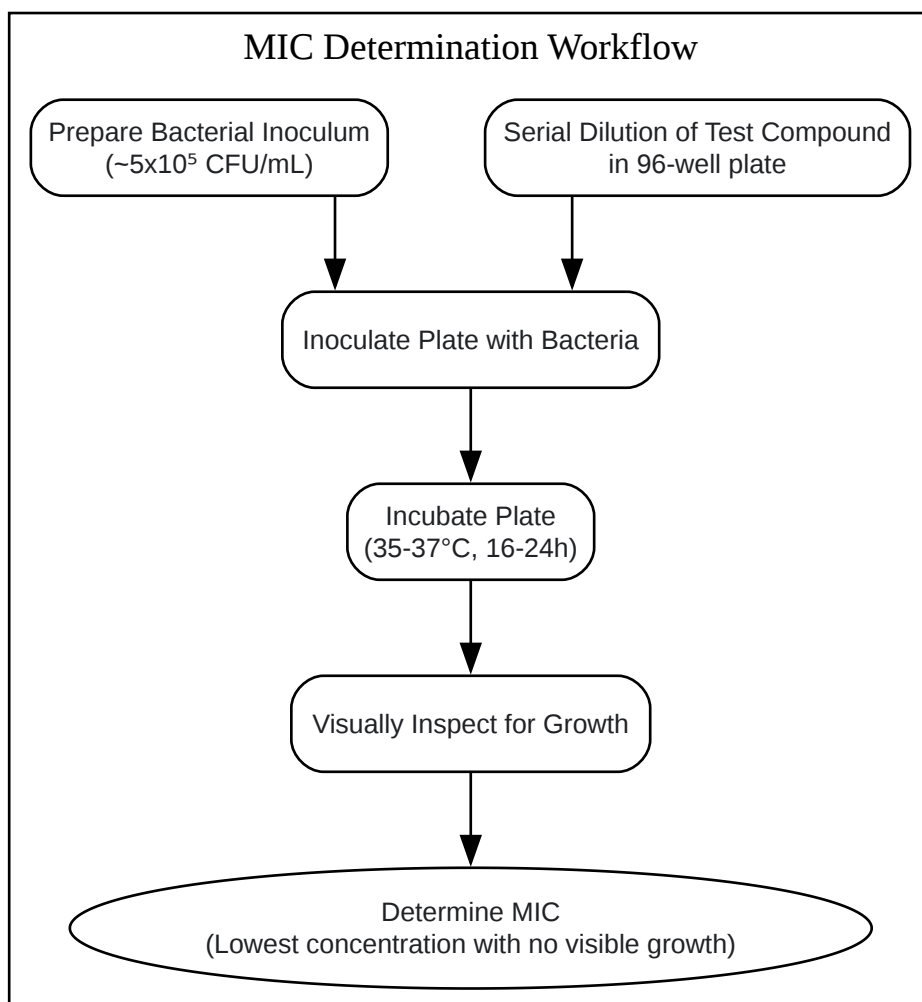 MIC Determination Workflow
Prepare Bacterial Inoculum
(~5x10⁵ CFU/mL)
Serial Dilution of Test Compound
in 96-well plate
Inoculate Plate with Bacteria
Incubate Plate
(35-37°C, 16-24h)
Visually Inspect for Growth
Determine MIC
(Lowest concentration with no visible growth)